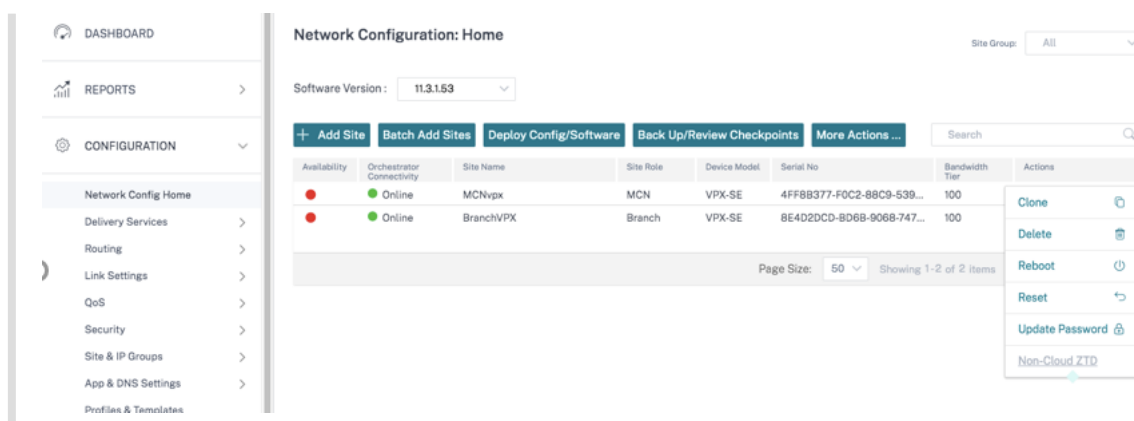 DASHBOARD
REPORTS
CONFIGURATION
Network Config Home
Delivery Services
Routing
Link Settings
QoS
Security
Site & IP Groups
App & DNS Settings
Profiles & Templates
Network Configuration: Home
Site Group: All
Software Version : 11.3.1.53
+ Add Site Batch Add Sites Deploy Config/Software Back Up/Review Checkpoints More Actions ... Search
Availability Orchestrator Connectivity Site Name Site Role Device Model Serial No Bandwidth Tier Actions
Online MCNvpx MCN VPX-SE 4FF8B377-F0C2-88C9-539... 100
Online BranchVPX Branch VPX-SE 8E4D2DCD-BD6B-9068-747... 100
Page Size: 50 Showing 1-2 of 2 items
Clone
Delete
Reboot
Reset
Update Password
Non-Cloud ZTD